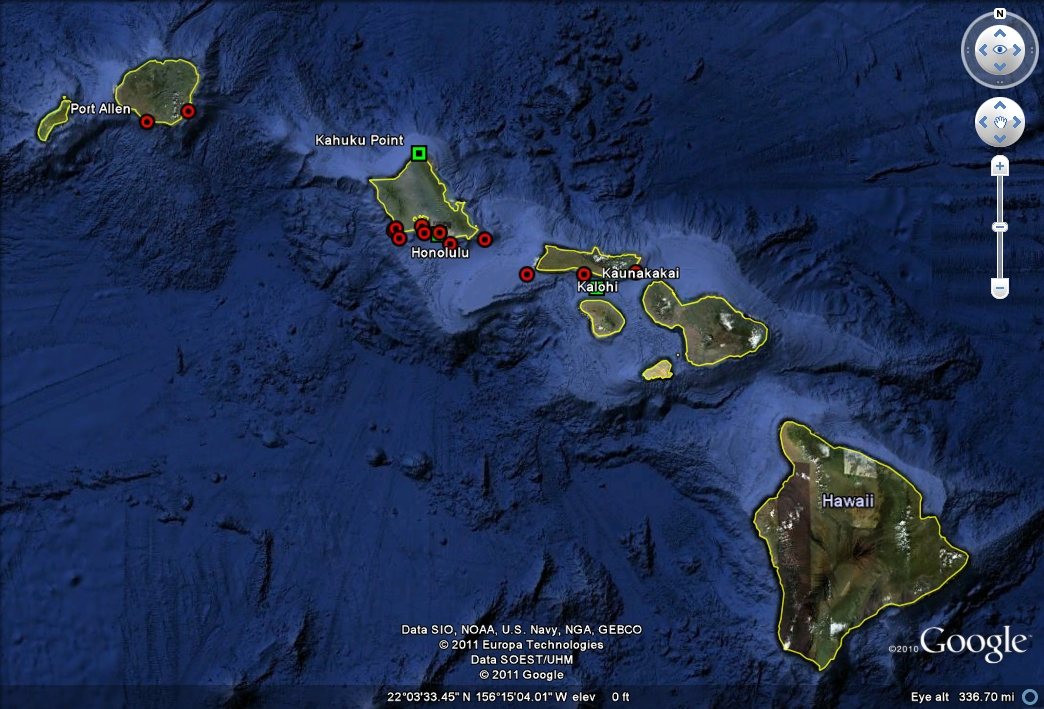 N
Port Allen
Kahuku Point
Honolulu
Kaunakakai
Kalohi
Hawaii
Data SIO, NOAA, U.S. Navy, NGA, GEBCO
© 2011 Europa Technologies
Data SOEST/UHM
© 2011 Google
©2010 Google
22°03'33.45" N 156°15'04.01" W elev 0 ft
Eye alt 336.70 mi